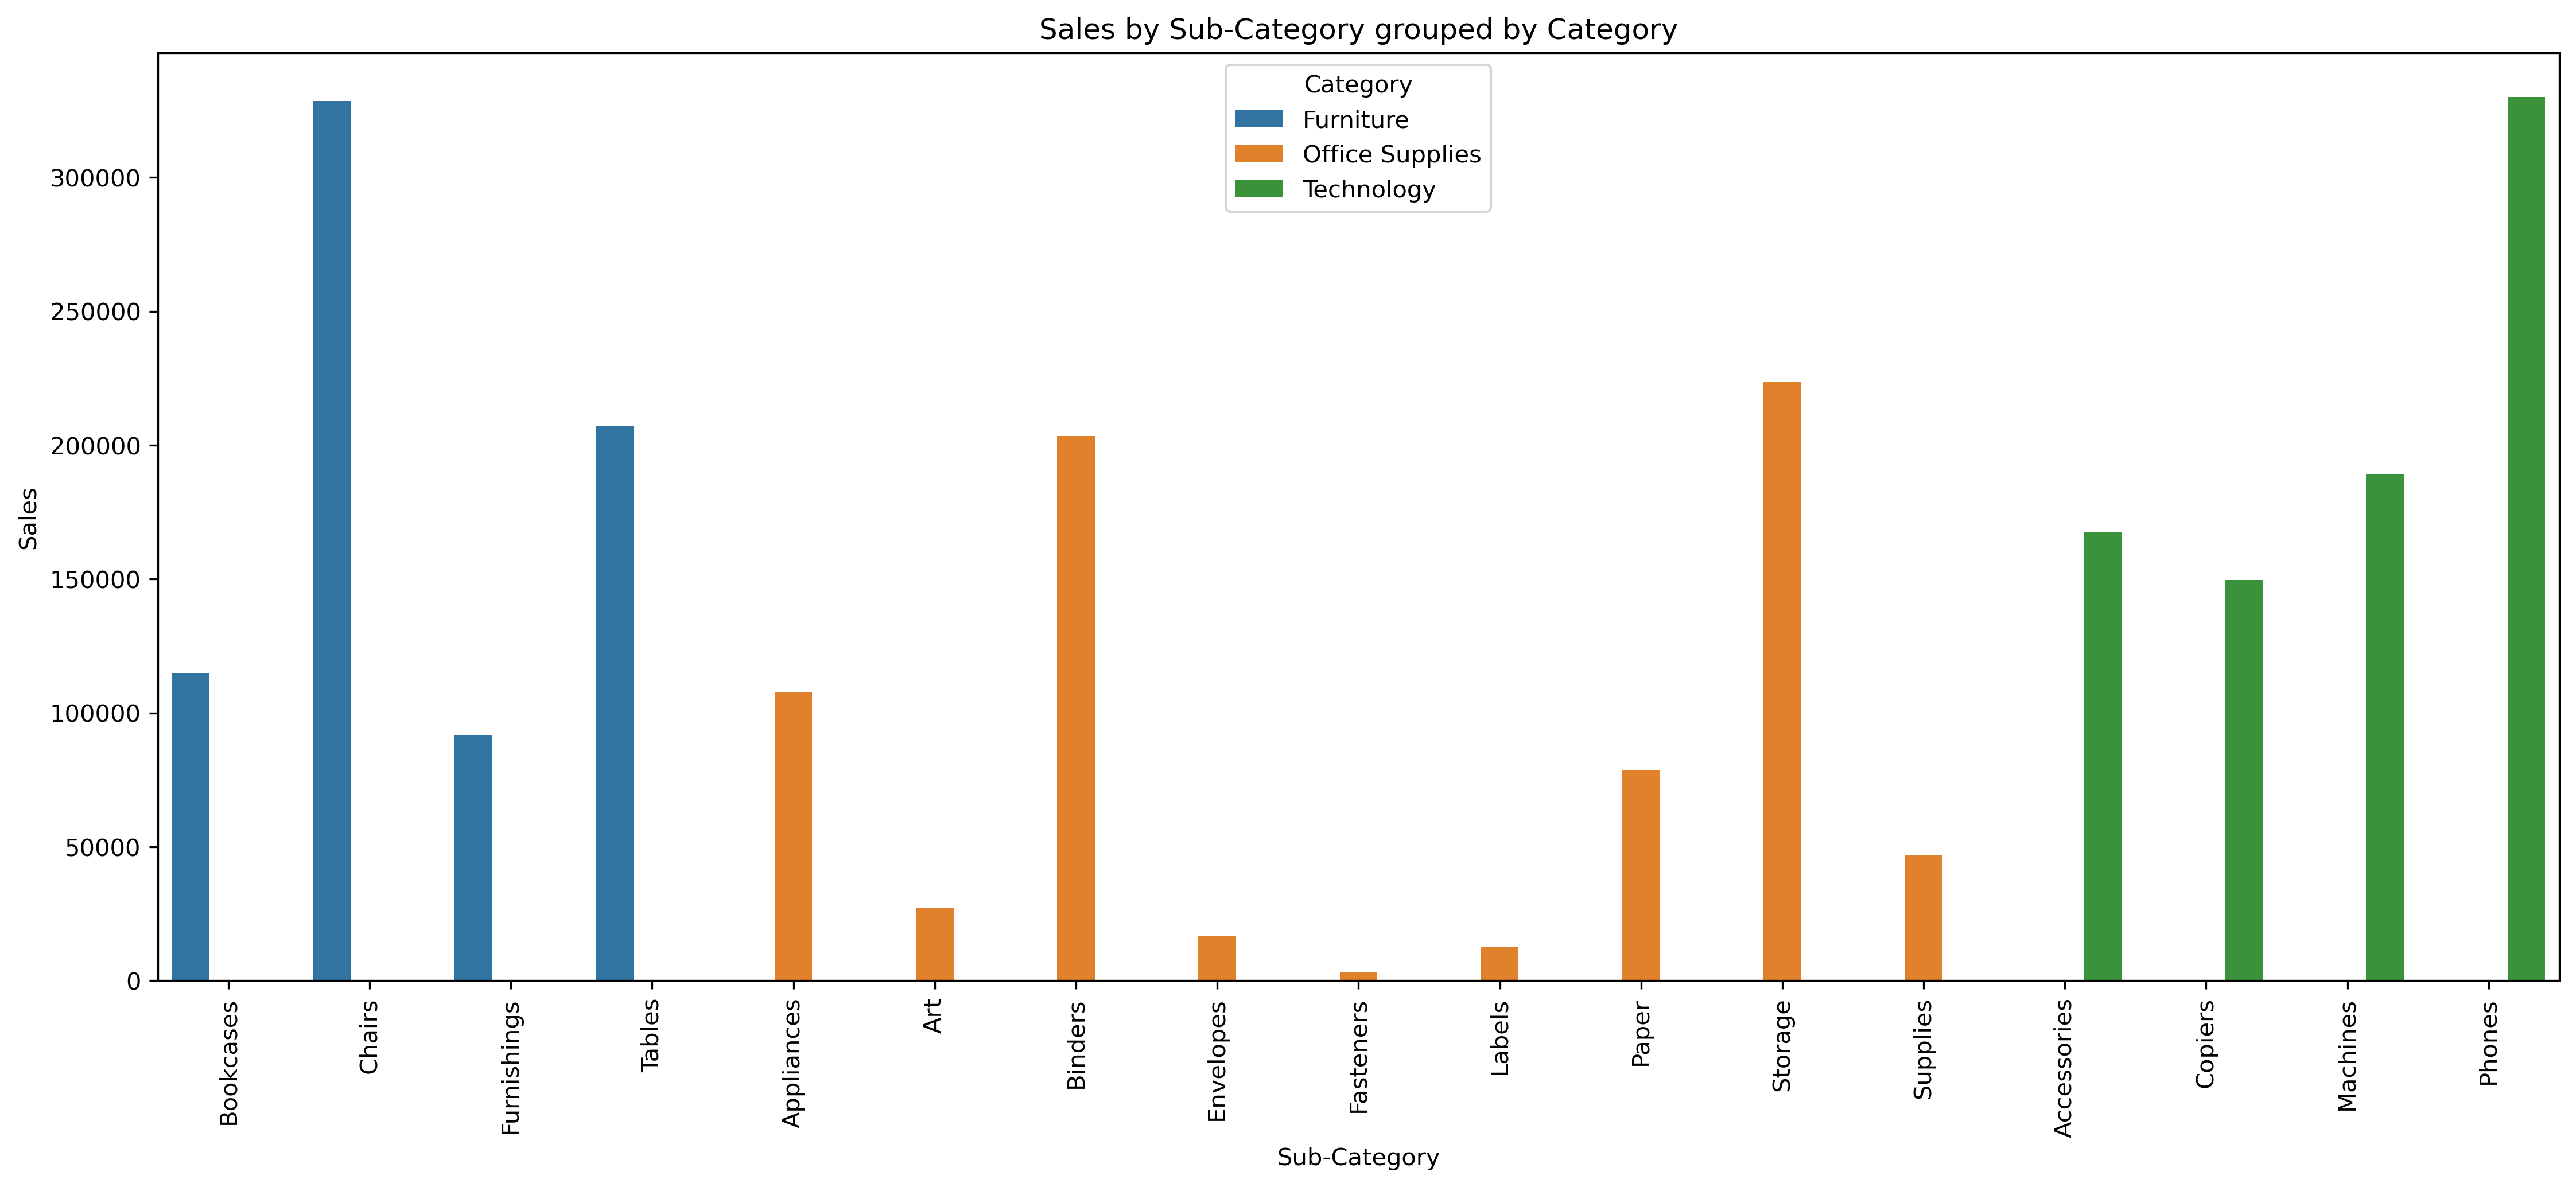 Sales by Sub-Category grouped by Category
Category
Furniture
Office Supplies
Technology
Sales
300000
250000
200000
150000
100000
50000
0
Bookcases
Chairs
Furnishings
Tables
Appliances
Art
Binders
Envelopes
Fasteners
Labels
Paper
Storage
Supplies
Accessories
Copiers
Machines
Phones
Sub-Category